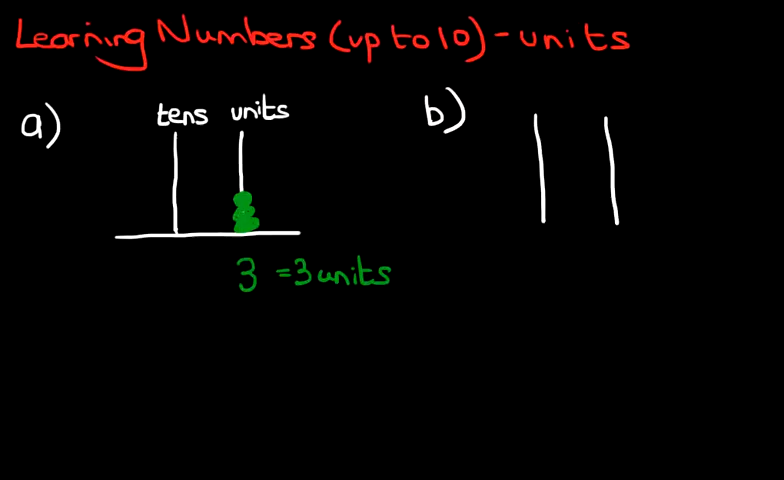 Learning Numbers (up to 10) - units
a)
tens units
3 = 3 units
b)